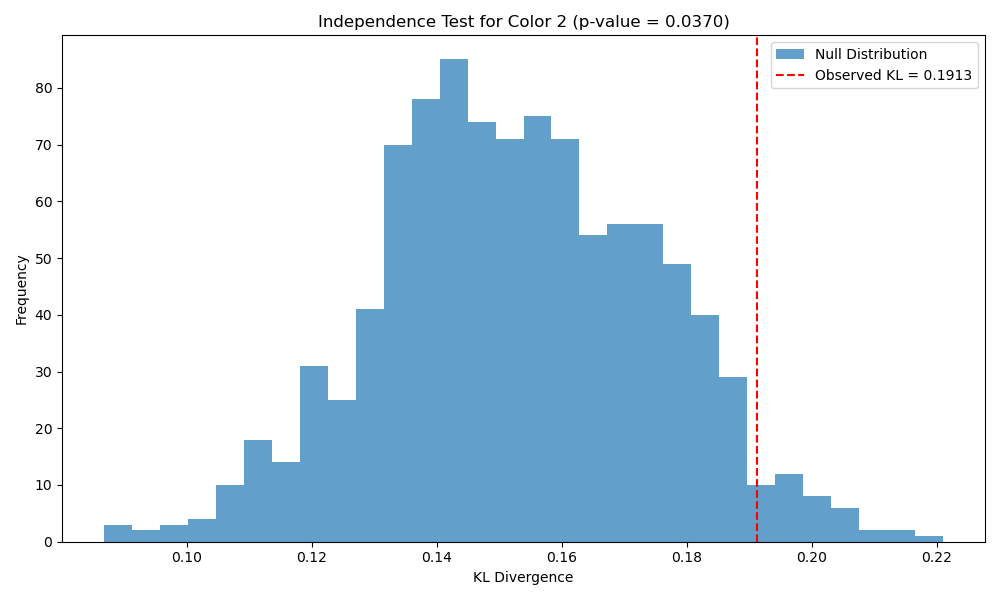 Independence Test for Color 2 (p-value = 0.0370)
Null Distribution
Observed KL = 0.1913
Frequency
80
70
60
50
40
30
20
10
0
0.10 0.12 0.14 0.16 0.18 0.20 0.22
KL Divergence